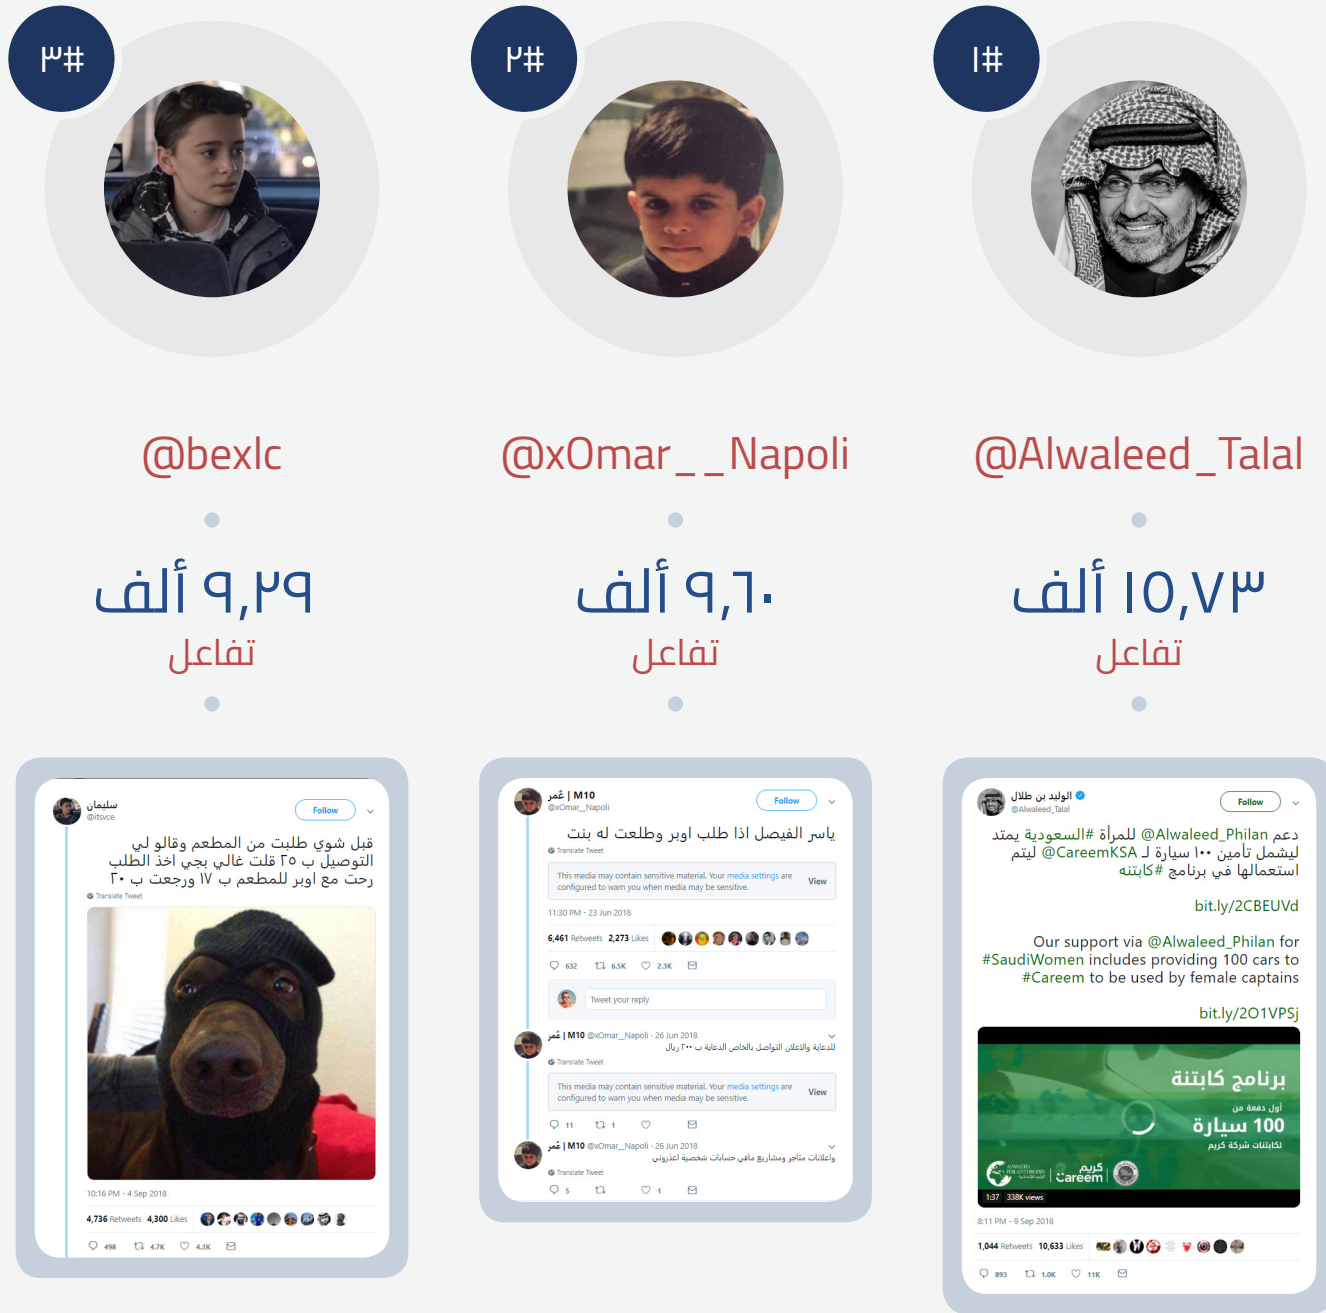 #١
@Alwaleed_Talal
١٥,٧٣ ألف
تفاعل
الوليد بن طلال
@Alwaleed_Talal
Follow
دعم @Alwaleed_Philan للمرأة #السعودية يمتد
ليشمل تأمين ١٠٠ سيارة لـ @CareemKSA ليتم
استعمالها في برنامج #كابتنه
bit.ly/2CBEUVd
Our support via @Alwaleed_Philan for
#SaudiWomen includes providing 100 cars to
#Careem to be used by female captains
bit.ly/2O1VPSj
برنامج كابتنة
أول دفعة من
100 سيارة
لكابتنات شركة كريم
كريم
Careem
1:37 338K views
8:11 PM - 9 Sep 2018
1,044 Retweets 10,633 Likes
893 1.0K 11K
#٢
@xOmar__Napoli
٩,٦٠ ألف
تفاعل
عُمر | M10
@xOmar__Napoli
Follow
ياسر الفيصل اذا طلب اوبر وطلعت له بنت
Translate Tweet
This media may contain sensitive material. Your media settings are
configured to warn you when media may be sensitive.
View
11:30 PM - 23 Jun 2018
6,461 Retweets 2,273 Likes
632 6.5K 2.3K
Tweet your reply
عُمر | M10 @xOmar__Napoli · 26 Jun 2018
للدعاية والاعلان التواصل بالخاص الدعاية ب ٢٠٠ ريال
Translate Tweet
This media may contain sensitive material. Your media settings are
configured to warn you when media may be sensitive.
View
11 1
عُمر | M10 @xOmar__Napoli · 26 Jun 2018
واعلانات متاجر ومشاريع مافي حسابات شخصية اعذروني
Translate Tweet
5 1
#٣
@bexlc
٩,٢٩ ألف
تفاعل
سليمان
@itsvce
Follow
قبل شوي طلبت من المطعم وقالو لي
التوصيل ب ٢٥ قلت غالي بجي اخذ الطلب
رحت مع اوبر للمطعم ب ١٧ ورجعت ب ٢٠
Translate Tweet
10:16 PM - 4 Sep 2018
4,736 Retweets 4,300 Likes
498 4.7K 4.3K